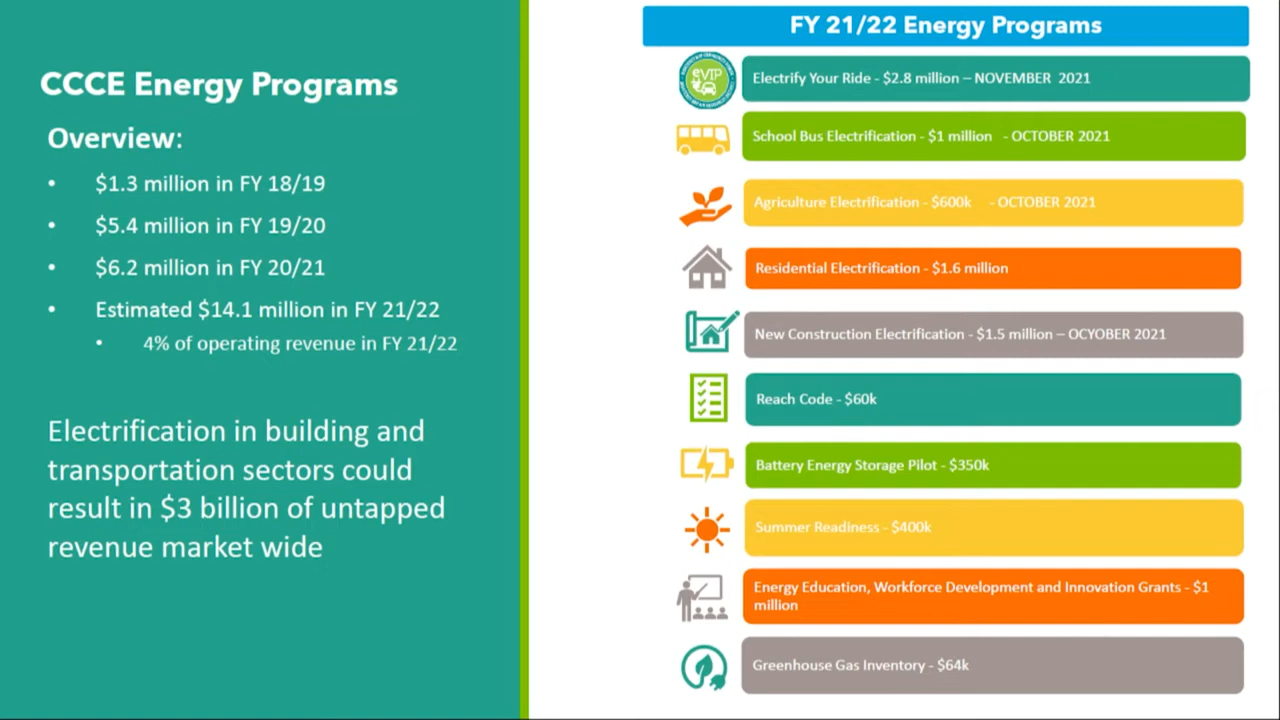 CCCE Energy Programs
Overview:
• $1.3 million in FY 18/19
• $5.4 million in FY 19/20
• $6.2 million in FY 20/21
• Estimated $14.1 million in FY 21/22
• 4% of operating revenue in FY 21/22
Electrification in building and
transportation sectors could
result in $3 billion of untapped
revenue market wide
FY 21/22 Energy Programs
eVIP
Electrify Your Ride - $2.8 million – NOVEMBER 2021
School Bus Electrification - $1 million - OCTOBER 2021
Agriculture Electrification - $600k - OCTOBER 2021
Residential Electrification - $1.6 million
New Construction Electrification - $1.5 million – OCYOBER 2021
Reach Code - $60k
Battery Energy Storage Pilot - $350k
Summer Readiness - $400k
Energy Education, Workforce Development and Innovation Grants - $1
million
Greenhouse Gas Inventory - $64k